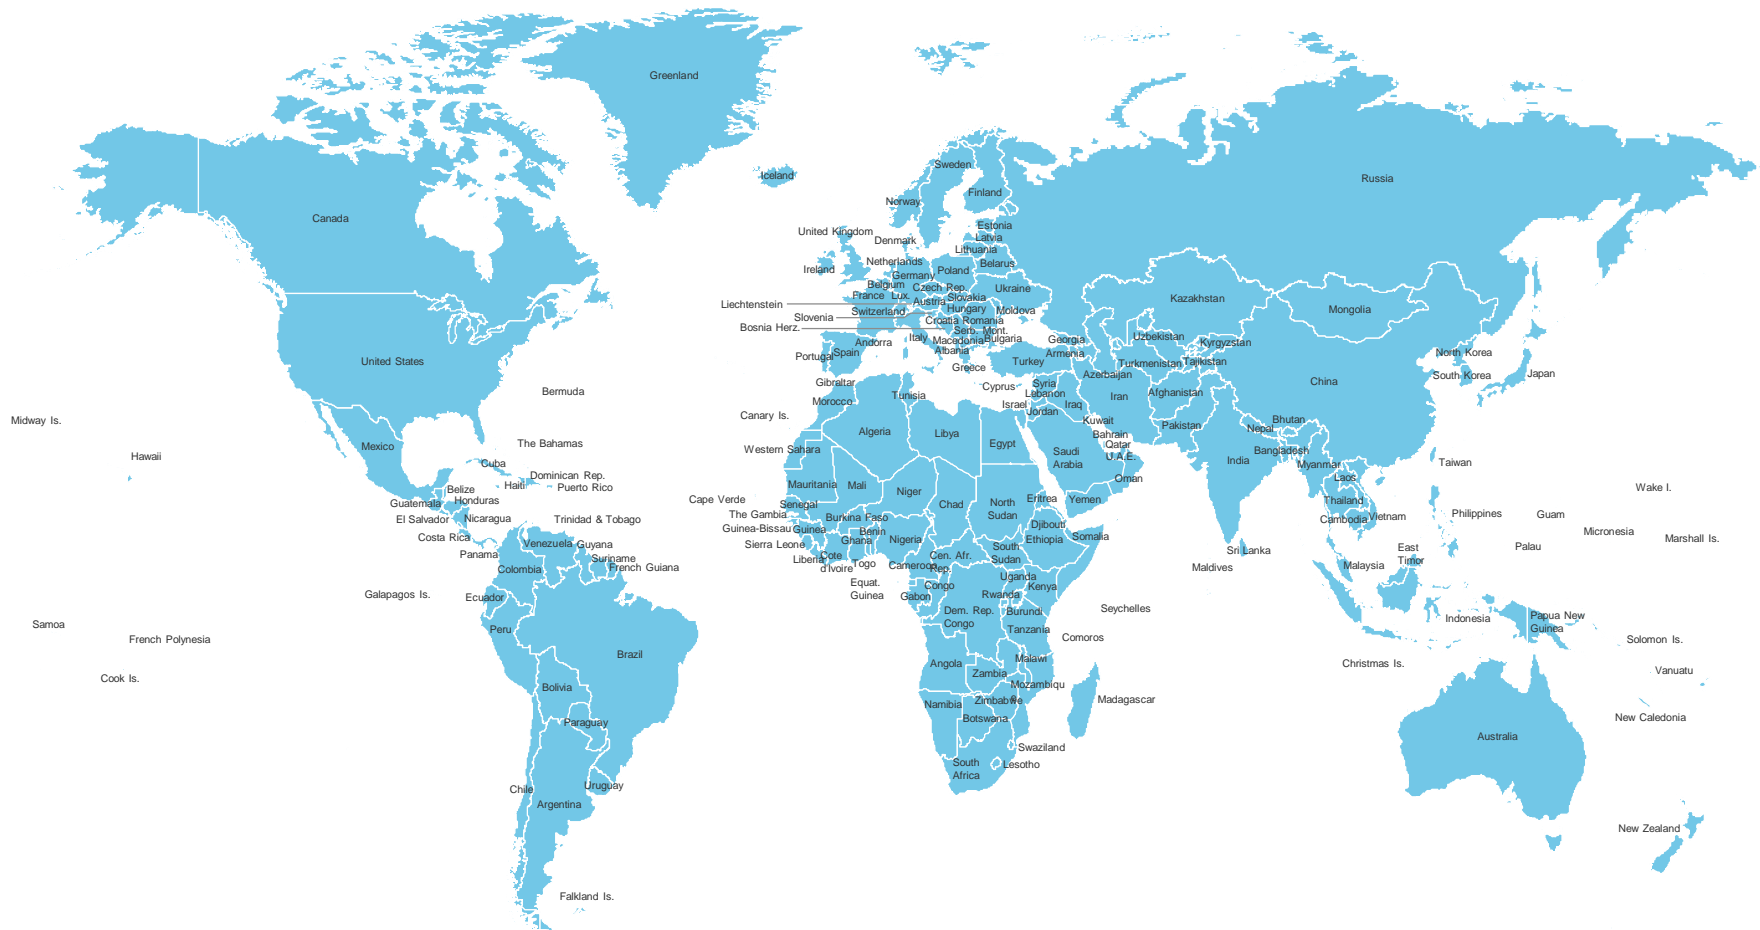 Greenland
Iceland
Sweden
Finland
Norway
Russia
Canada
Estonia
United Kingdom
Latvia
Denmark
Lithuania
Ireland
Netherlands
Belarus
Germany
Poland
Belgium
Czech Rep.
Ukraine
France
Lux.
Slovakia
Austria
Liechtenstein
Switzerland
Hungary
Moldova
Slovenia
Croatia
Romania
Bosnia Herz.
Serb. Mont.
Italy
Macedonia
Bulgaria
Andorra
Albania
Portugal
Spain
Greece
Kazakhstan
Mongolia
Georgia
Uzbekistan
Kyrgyzstan
Armenia
Turkey
Turkmenistan
Tajikistan
Azerbaijan
North Korea
South Korea
Japan
China
United States
Bermuda
Gibraltar
Morocco
Tunisia
Cyprus
Syria
Lebanon
Israel
Iraq
Jordan
Iran
Afghanistan
Kuwait
Pakistan
Bahrain
Qatar
U.A.E.
Nepal
Bhutan
Bangladesh
India
Myanmar
Midway Is.
Hawaii
Mexico
The Bahamas
Cuba
Dominican Rep.
Haiti
Puerto Rico
Belize
Honduras
Guatemala
El Salvador
Nicaragua
Costa Rica
Trinidad & Tobago
Panama
Venezuela
Guyana
Suriname
French Guiana
Colombia
Canary Is.
Algeria
Libya
Egypt
Western Sahara
Saudi
Arabia
Oman
Yemen
Mauritania
Mali
Niger
Chad
North
Sudan
Eritrea
Cape Verde
Senegal
The Gambia
Guinea-Bissau
Guinea
Burkina Faso
Benin
Ghana
Nigeria
Djibouti
Ethiopia
Somalia
Sierra Leone
Liberia
Cote
d'Ivoire
Togo
Cameroon
Cen. Afr.
Rep.
South
Sudan
Equat.
Guinea
Gabon
Congo
Uganda
Kenya
Rwanda
Dem. Rep.
Congo
Burundi
Tanzania
Seychelles
Comoros
Taiwan
Laos
Thailand
Cambodia
Vietnam
Philippines
Guam
Wake I.
Micronesia
Marshall Is.
Palau
Sri Lanka
Maldives
East
Timor
Malaysia
Indonesia
Papua New
Guinea
Solomon Is.
Christmas Is.
Vanuatu
New Caledonia
Australia
New Zealand
Galapagos Is.
Ecuador
Peru
Brazil
Samoa
French Polynesia
Cook Is.
Bolivia
Paraguay
Chile
Uruguay
Argentina
Falkland Is.
Angola
Malawi
Zambia
Mozambiqu
e
Zimbabwe
Namibia
Botswana
Madagascar
Swaziland
South
Africa
Lesotho